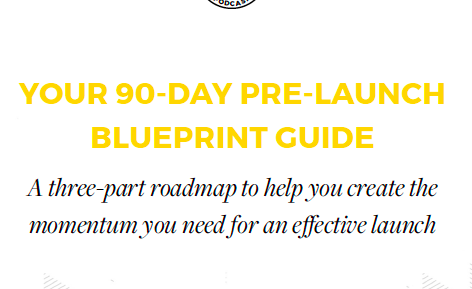 PODCAST
YOUR 90-DAY PRE-LAUNCH
BLUEPRINT GUIDE
A three-part roadmap to help you create the
momentum you need for an effective launch